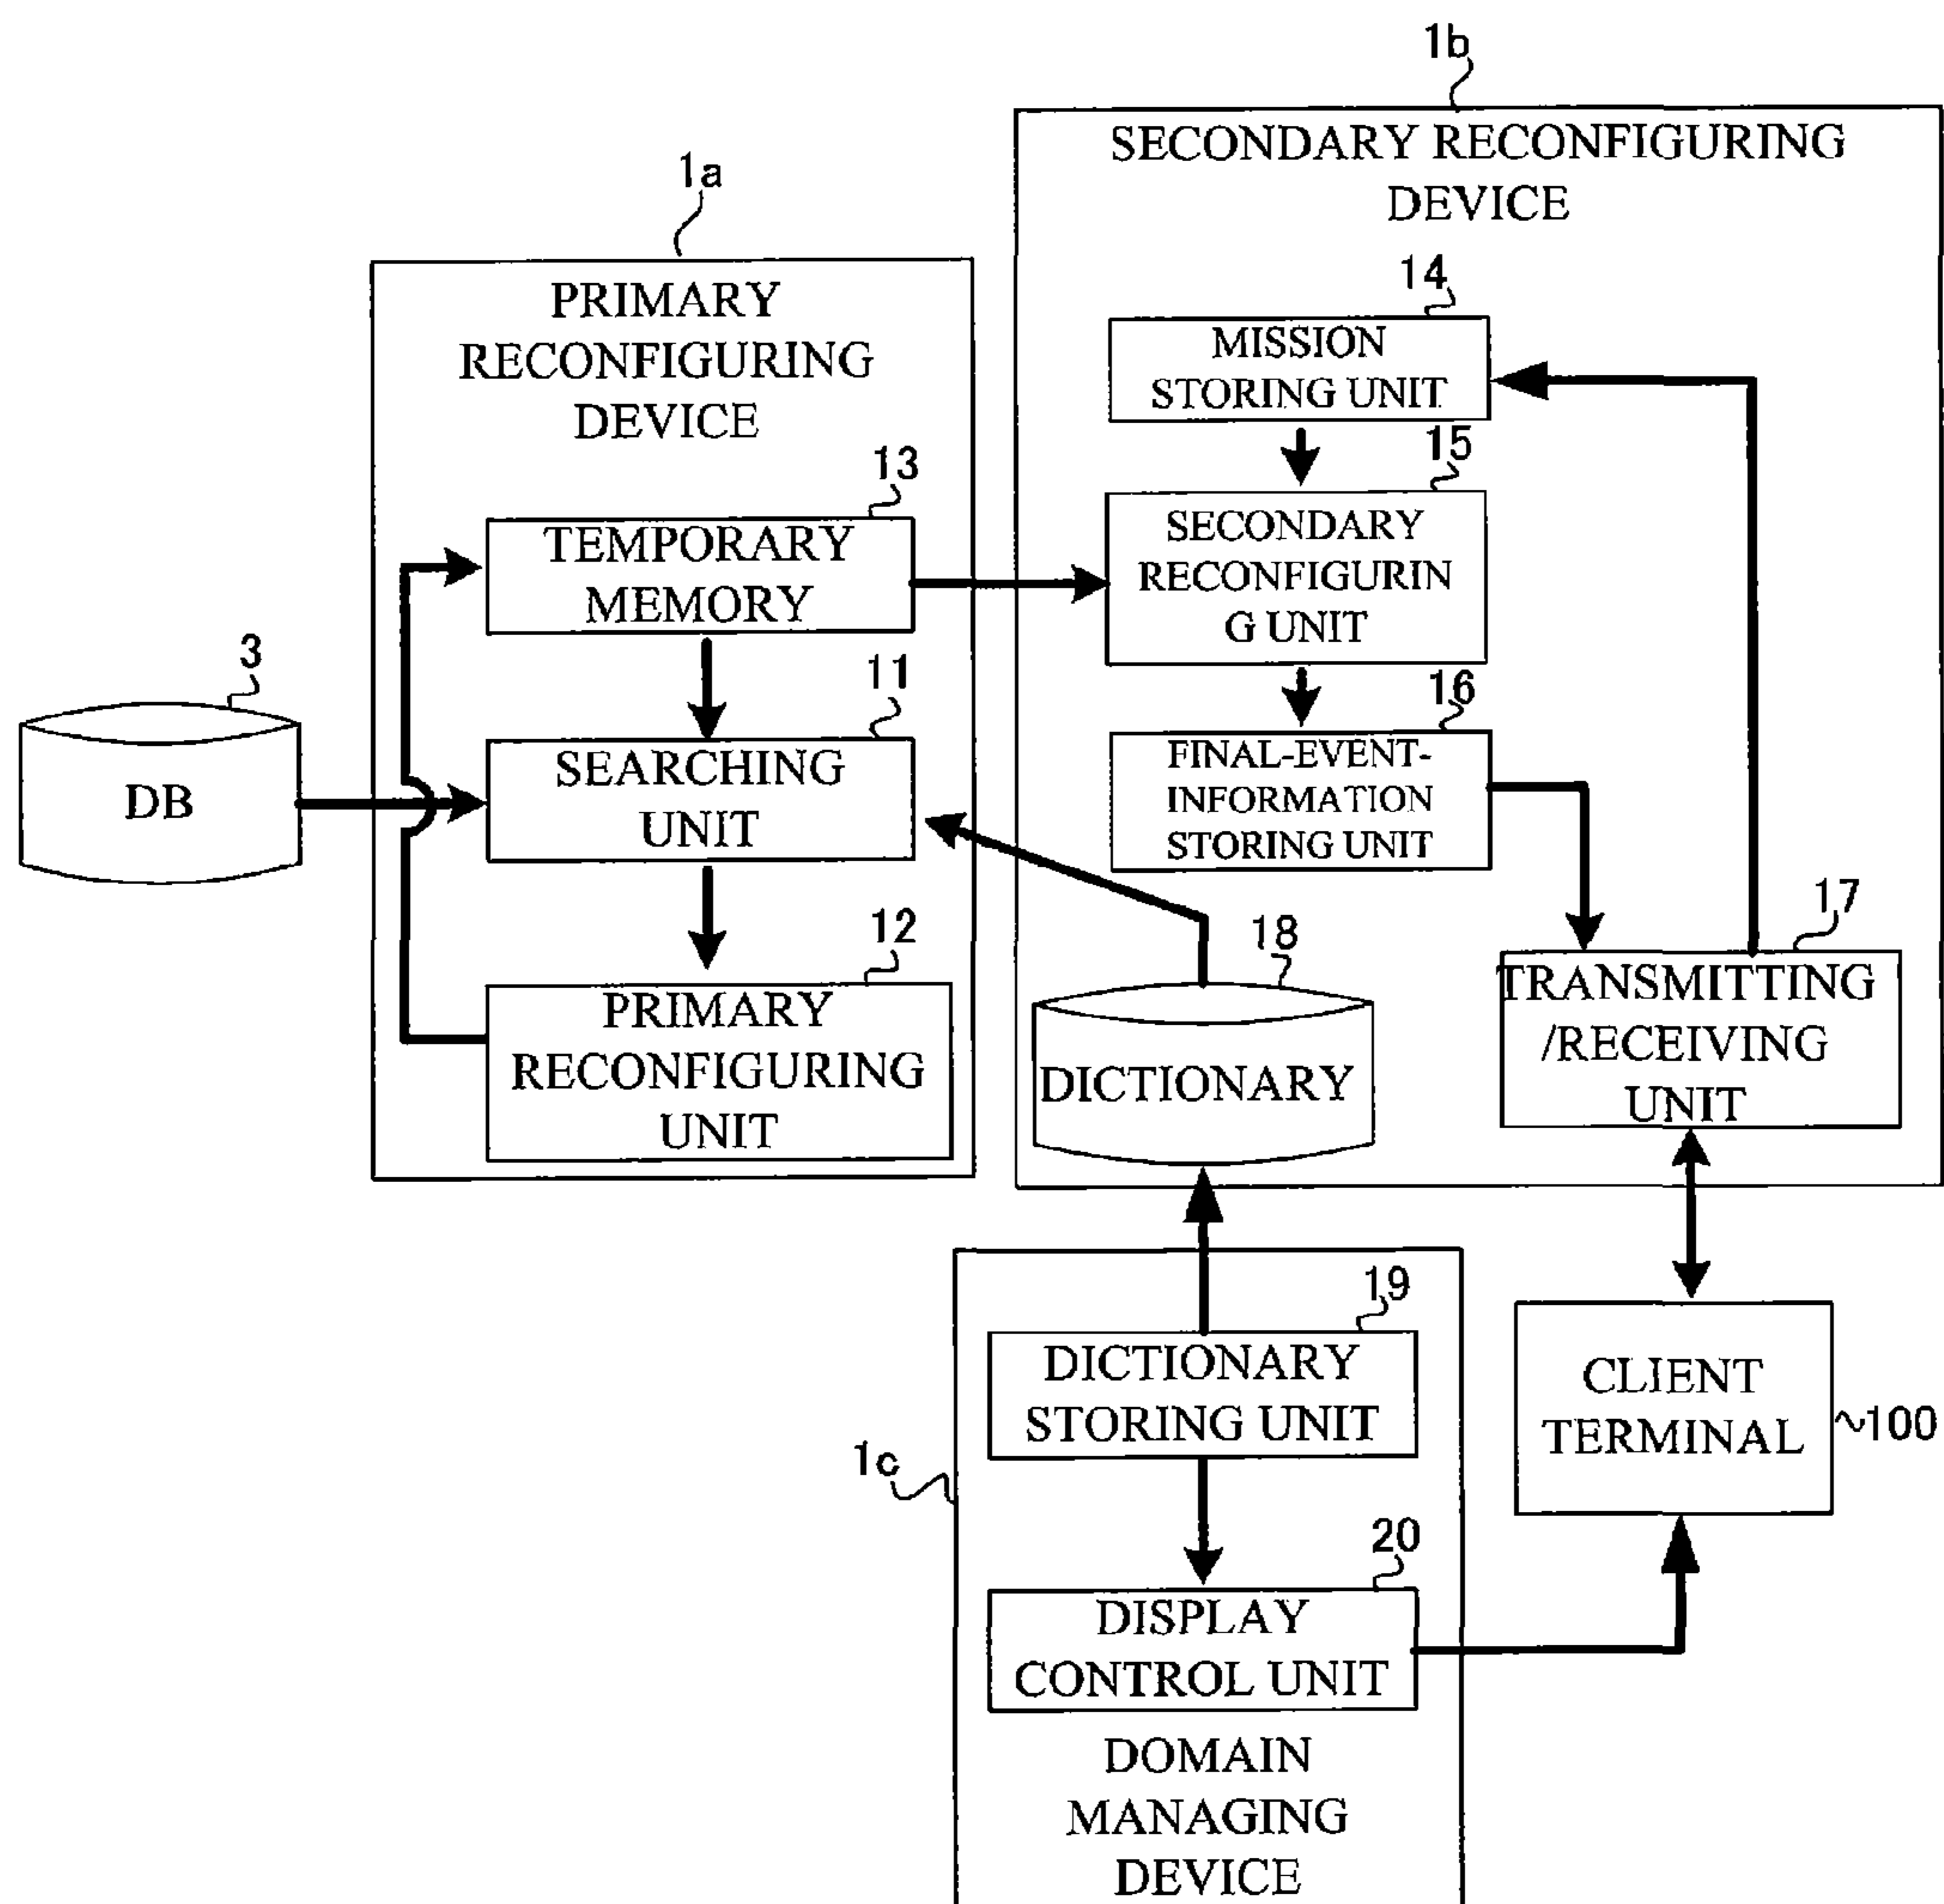 1b
SECONDARY RECONFIGURING
DEVICE
1a
PRIMARY
RECONFIGURING
DEVICE
14
MISSION
STORING UNIT
13
TEMPORARY
MEMORY
15
SECONDARY
RECONFIGURIN
G UNIT
3
DB
11
SEARCHING
UNIT
16
FINAL-EVENT-
INFORMATION
STORING UNIT
12
PRIMARY
RECONFIGURING
UNIT
18
DICTIONARY
17
TRANSMITTING
/RECEIVING
UNIT
19
DICTIONARY
STORING UNIT
CLIENT
TERMINAL
100
1c
20
DISPLAY
CONTROL UNIT
DOMAIN
MANAGING
DEVICE